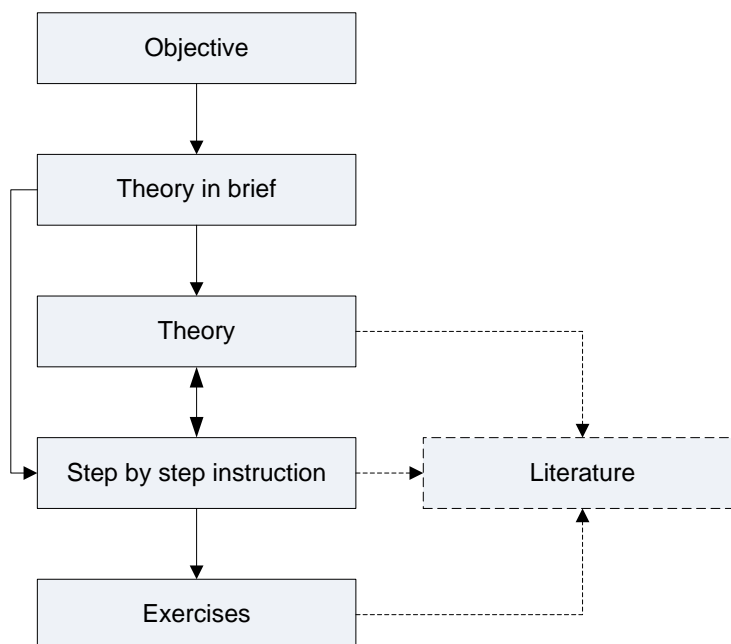 Objective
Theory in brief
Theory
Step by step instruction
Literature
Exercises